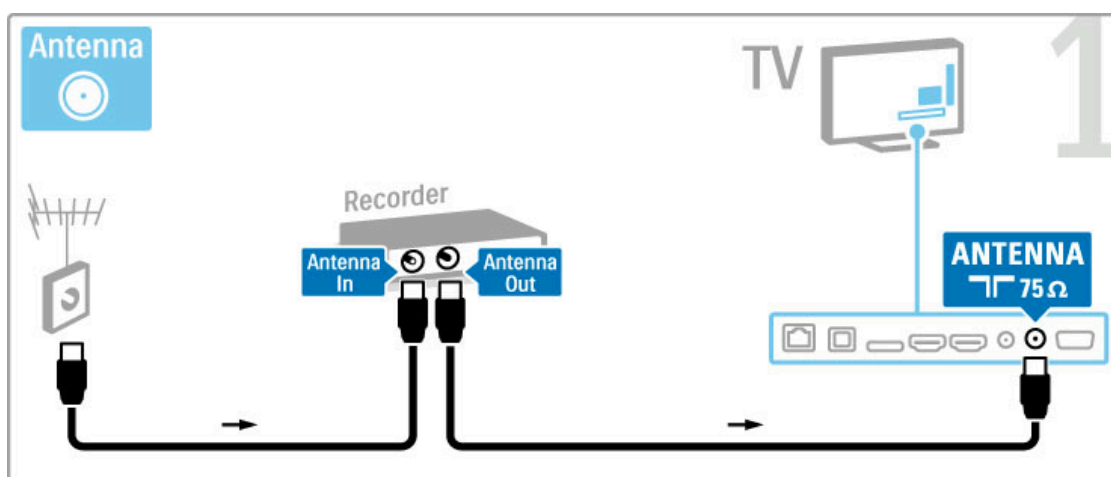 Antenna
TV
1
Recorder
Antenna
In
Antenna
Out
ANTENNA
75 Ω